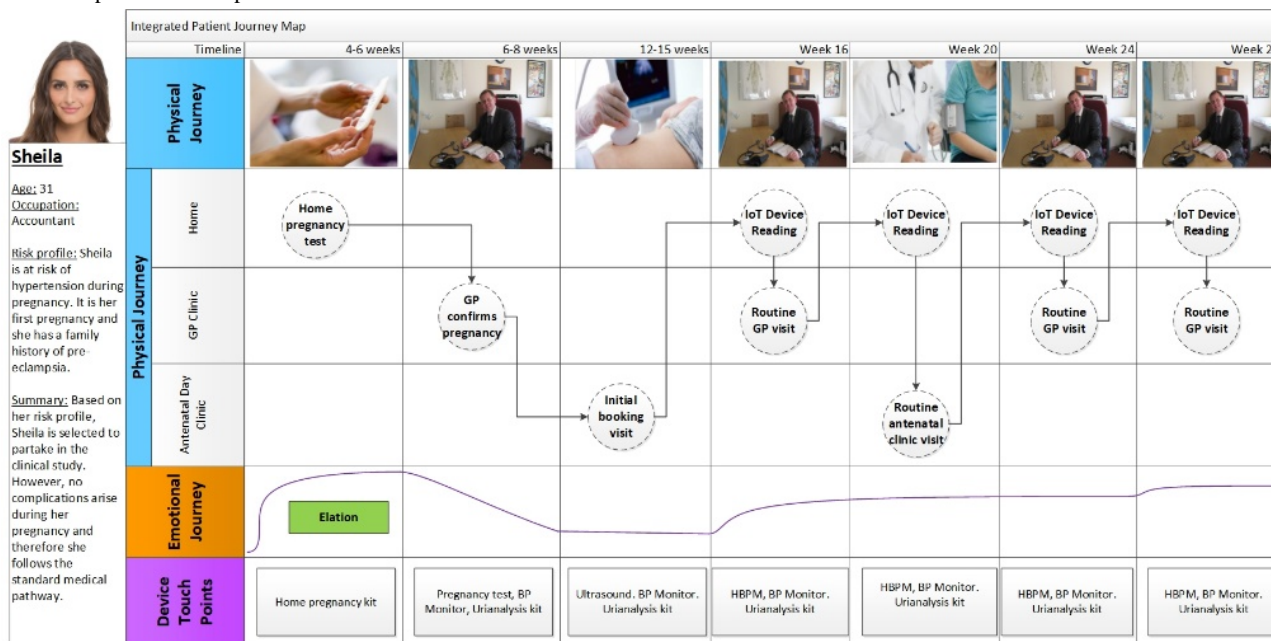 Integrated Patient Journey Map
Timeline
4-6 weeks
6-8 weeks
12-15 weeks
Week 16
Week 20
Week 24
Week 2
Sheila
Age: 31
Occupation:
Accountant
Risk profile: Sheila
is at risk of
hypertension during
pregnancy. It is her
first pregnancy and
she has a family
history of pre-
eclampsia.
Summary: Based on
her risk profile,
Sheila is selected to
partake in the
clinical study.
However, no
complications arise
during her
pregnancy and
therefore she
follows the
standard medical
pathway.
Physical
Journey
Physical Journey
Home
Home
pregnancy
test
IoT Device
Reading
IoT Device
Reading
IoT Device
Reading
IoT Device
Reading
GP Clinic
GP
confirms
pregnancy
Routine
GP visit
Routine
GP visit
Routine
GP visit
Antenatal Day
Clinic
Initial
booking
visit
Routine
antenatal
clinic visit
Emotional
Journey
Elation
Device
Touch
Points
Home pregnancy kit
Pregnancy test, BP
Monitor, Urianalysis kit
Ultrasound. BP Monitor.
Urianalysis kit
HBPM, BP Monitor.
Urianalysis kit
HBPM, BP Monitor.
Urianalysis kit
HBPM, BP Monitor.
Urianalysis kit
HBPM, BP Monitor.
Urianalysis kit